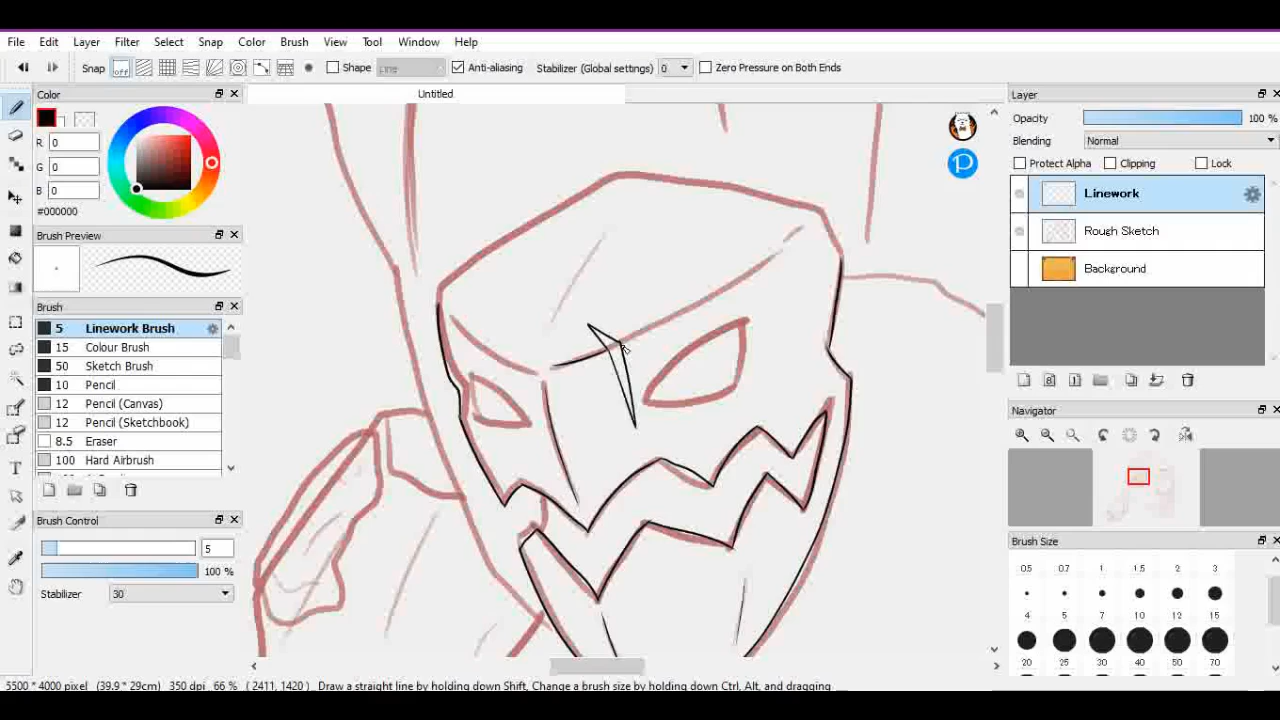 File Edit Layer Filter Select Snap Color Brush View Tool Window Help
Snap off Shape Anti-aliasing Stabilizer (Global settings) 0 Zero Pressure on Both Ends
Color
Untitled
Layer
R 0
G 0
B 0
#000000
Opacity 100 %
Blending Normal
Protect Alpha Clipping Lock
Linework
Rough Sketch
Background
Brush Preview
Brush
5 Linework Brush
15 Colour Brush
50 Sketch Brush
10 Pencil
12 Pencil (Canvas)
12 Pencil (Sketchbook)
8.5 Eraser
100 Hard Airbrush
Navigator
Brush Control
5
100 %
Stabilizer 30
Brush Size
0.5 0.7 1 1.5 2 3
4 5 7 10 12 15
20 25 30 40 50 70
5500 * 4000 pixel (39.9 * 29cm) 350 dpi 66 % ( 2411, 1420 ) Draw a straight line by holding down Shift, Change a brush size by holding down Ctrl, Alt, and dragging